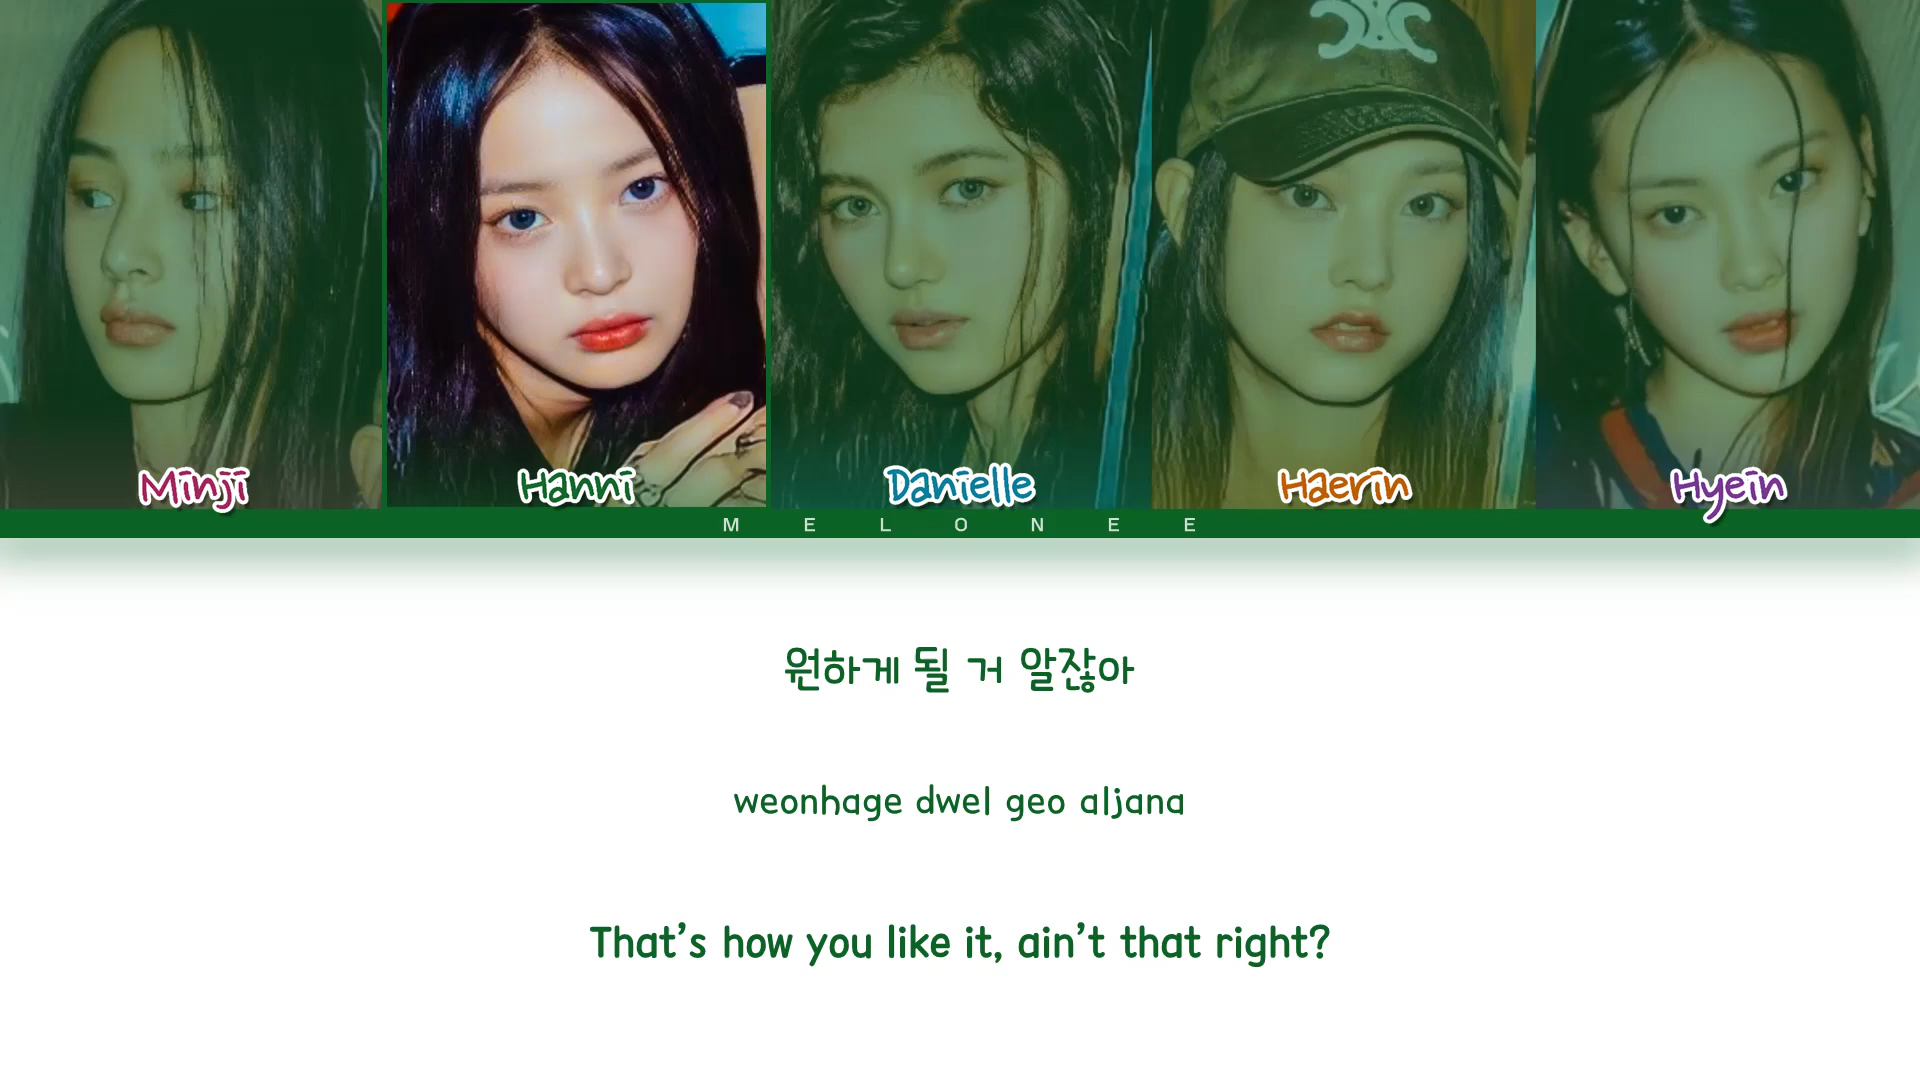 Minji Hanni Danielle Haerin Hyein
MELONEE
원하게 될 거 알잖아
weonhage dwel geo aljana
That’s how you like it, ain’t that right?